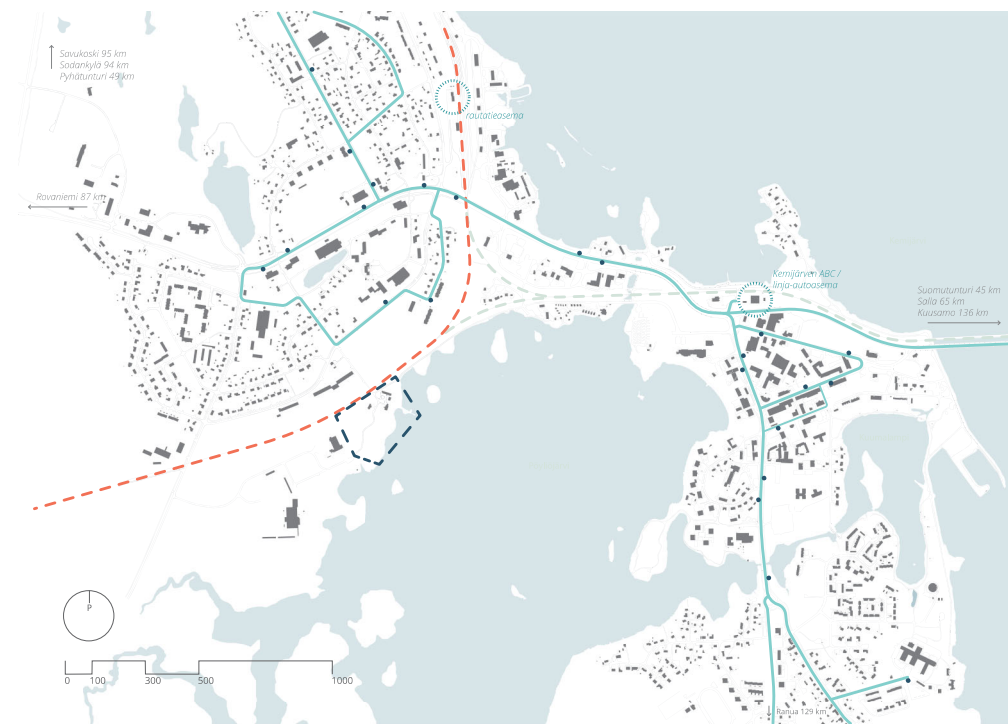 Savukoski 95 km
Sodankylä 94 km
Pyhätunturi 49 km
rautatieasema
Rovaniemi 87 km
Kemijärven ABC /
linja-autoasema
Suomutunturi 45 km
Salla 65 km
Kuusamo 136 km
P
0 100 300 500 1000
Ranua 129 km